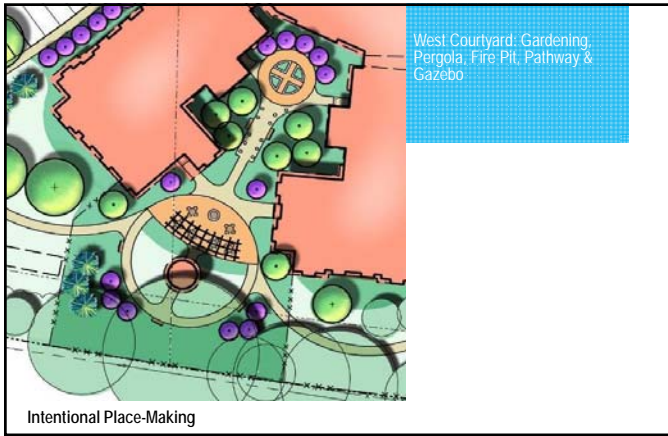 West Courtyard: Gardening,
Pergola, Fire Pit, Pathway &
Gazebo
Intentional Place-Making